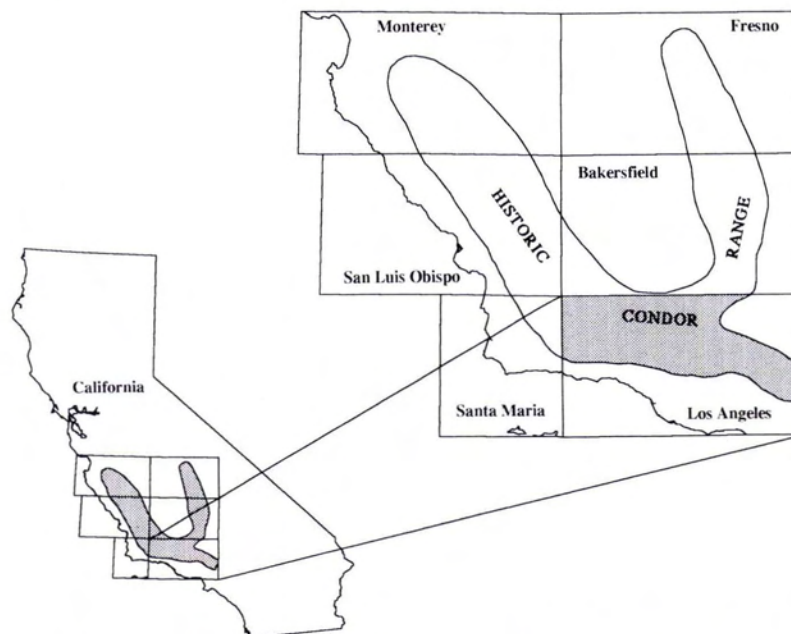 Monterey
Fresno
Bakersfield
HISTORIC
RANGE
San Luis Obispo
CONDOR
California
Santa Maria
Los Angeles